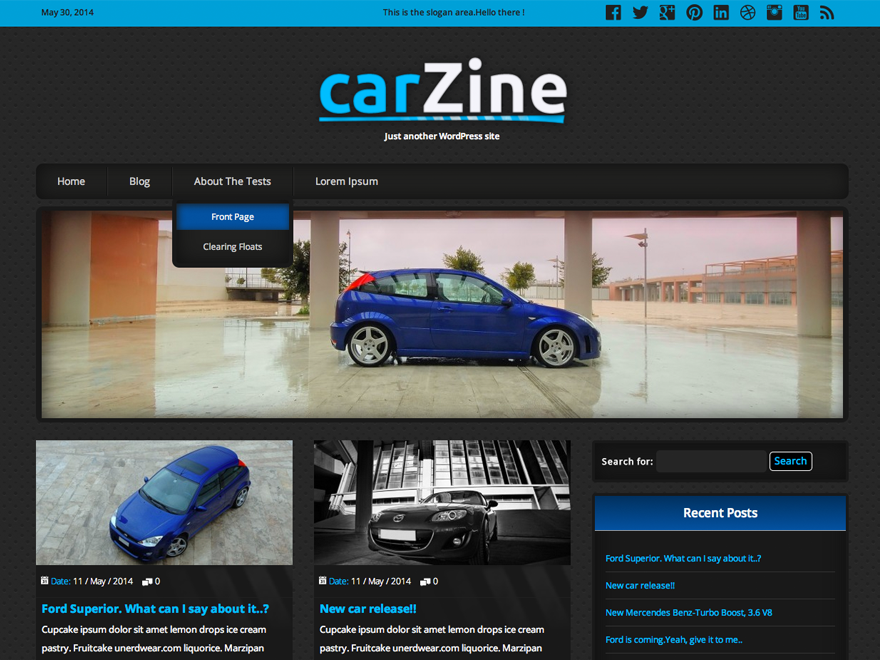 May 30, 2014
This is the slogan area.Hello there !
carZine
Just another WordPress site
Home
Blog
About The Tests
Lorem Ipsum
Front Page
Clearing Floats
Search for:
Search
Recent Posts
Ford Superior. What can I say about it..?
New car release!!
New Mercendes Benz-Turbo Boost, 3.6 V8
Ford is coming.Yeah, give it to me..
Date: 11 / May / 2014 0
Ford Superior. What can I say about it..?
Cupcake ipsum dolor sit amet lemon drops ice cream
pastry. Fruitcake unerdwear.com liquorice. Marzipan
Date: 11 / May / 2014 0
New car release!!
Cupcake ipsum dolor sit amet lemon drops ice cream
pastry. Fruitcake unerdwear.com liquorice. Marzipan